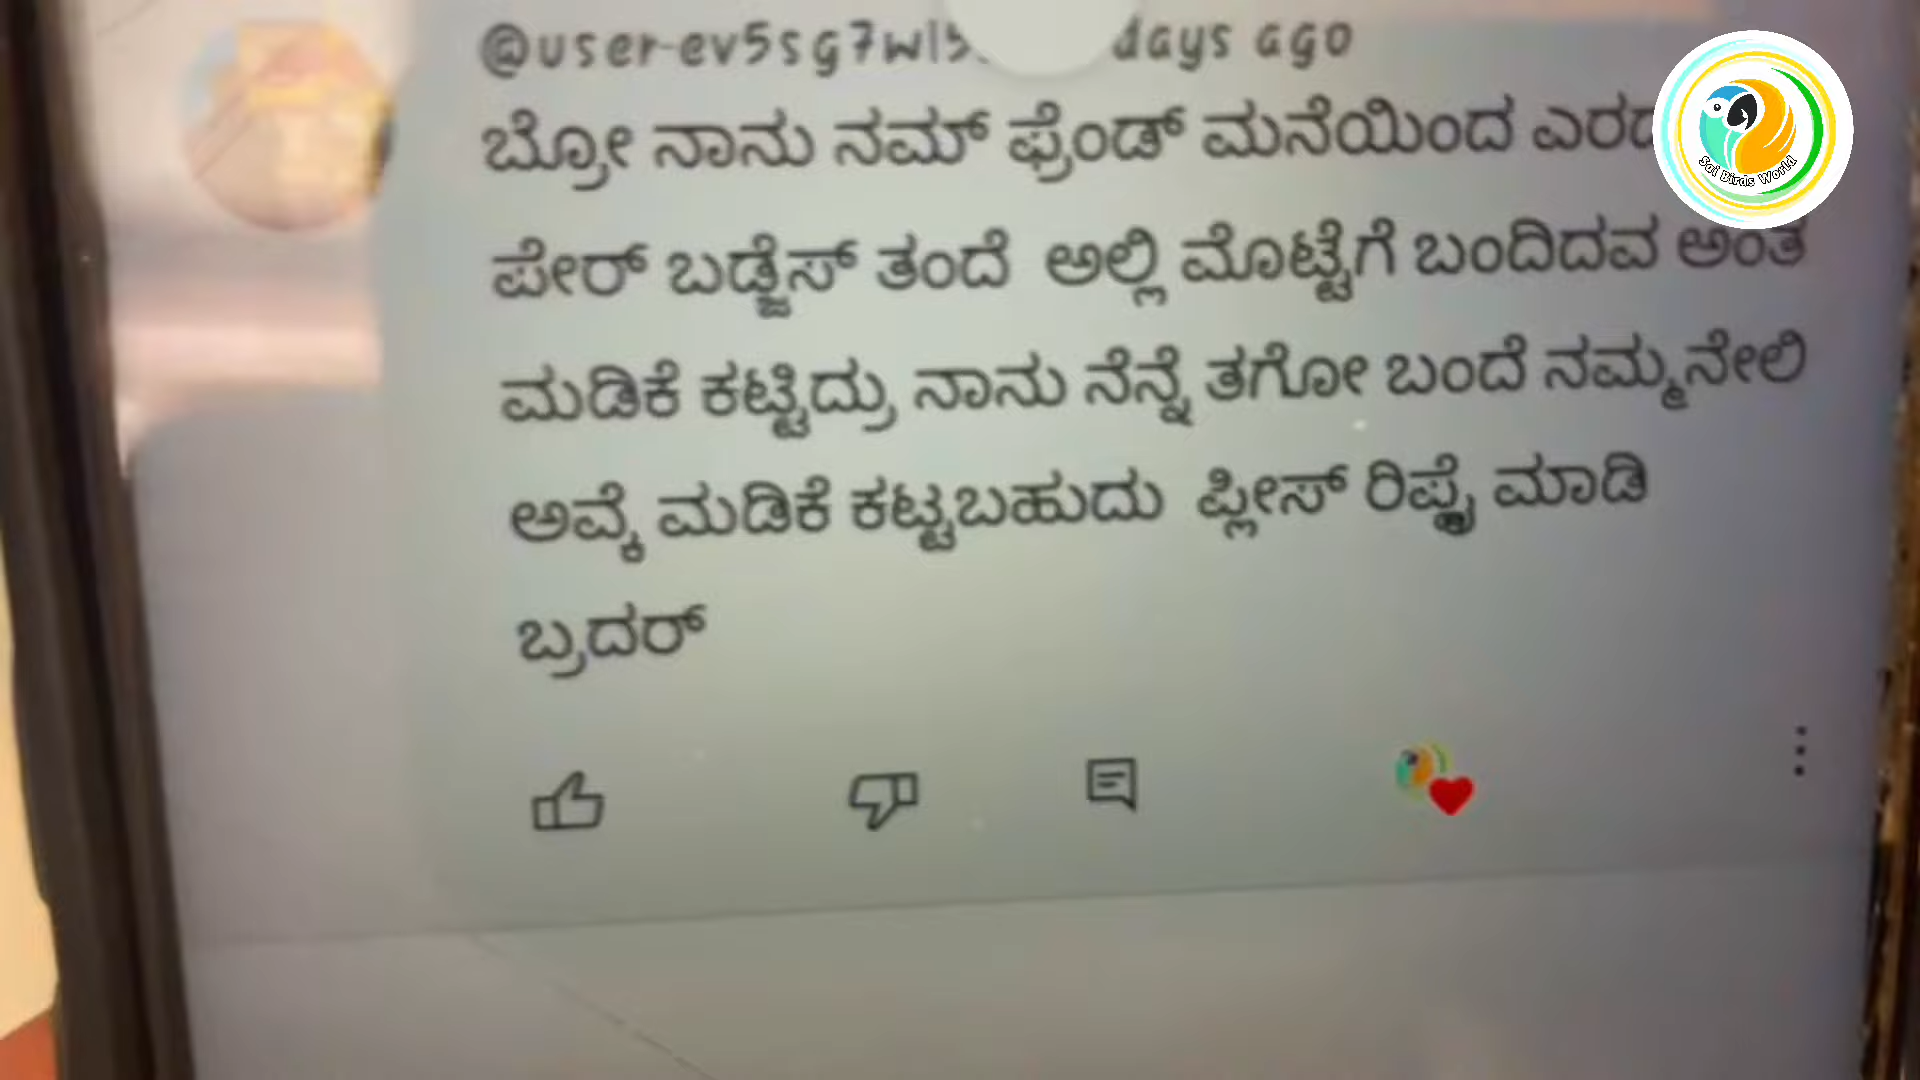 @user-ev5sg7wl5 days ago
ಬ್ರೋ ನಾನು ನಮ್ ಫ್ರೆಂಡ್ ಮನೆಯಿಂದ
ಪೇರ್ ಬಡ್ಜೆಸ್ ತಂದೆ ಅಲ್ಲಿ ಮೊಟ್ಟೆಗೆ ಬಂದಿದವ ಅಂತ
ಮಡಿಕೆ ಕಟ್ಟಿದ್ರು ನಾನು ನೆನ್ನೆ ತಗೋ ಬಂದೆ ನಮ್ಮನೇಲಿ
ಅವ್ಕೆ ಮಡಿಕೆ ಕಟ್ಟಬಹುದು ಪ್ಲೀಸ್ ರಿಪ್ಲೈ ಮಾಡಿ
ಬ್ರದರ್
Sai Birds World